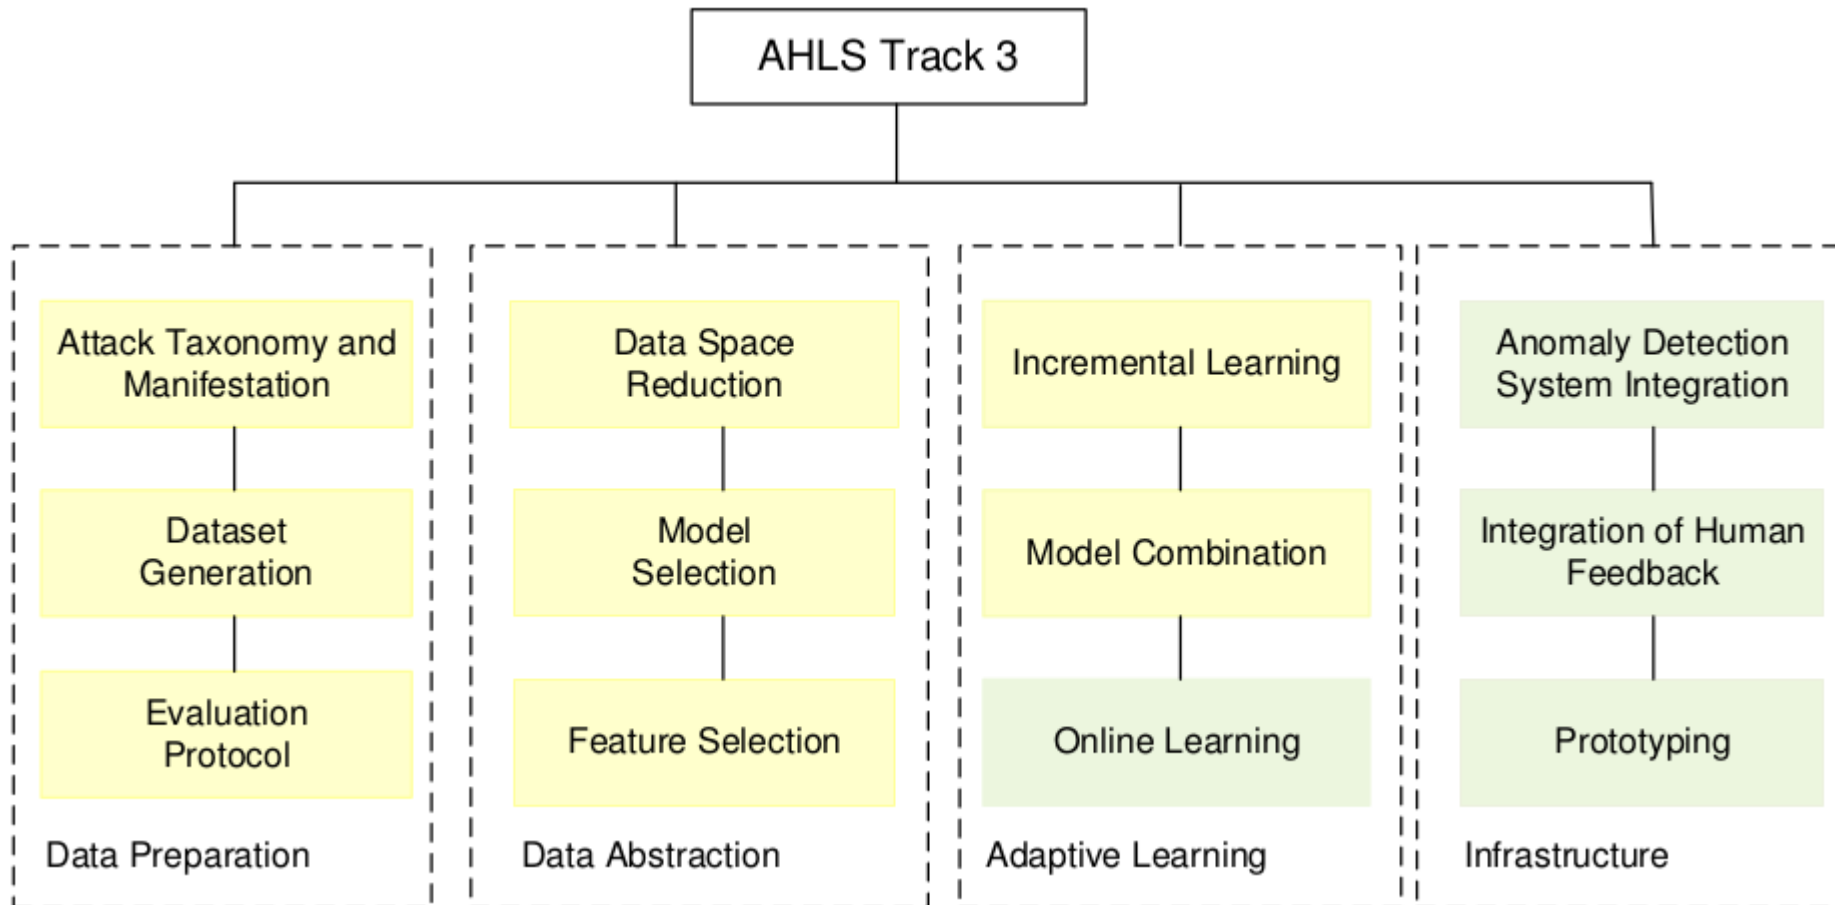 AHLS Track 3
Attack Taxonomy and
Manifestation
Dataset
Generation
Evaluation
Protocol
Data Preparation
Data Space
Reduction
Model
Selection
Feature Selection
Data Abstraction
Incremental Learning
Model Combination
Online Learning
Adaptive Learning
Anomaly Detection
System Integration
Integration of Human
Feedback
Prototyping
Infrastructure